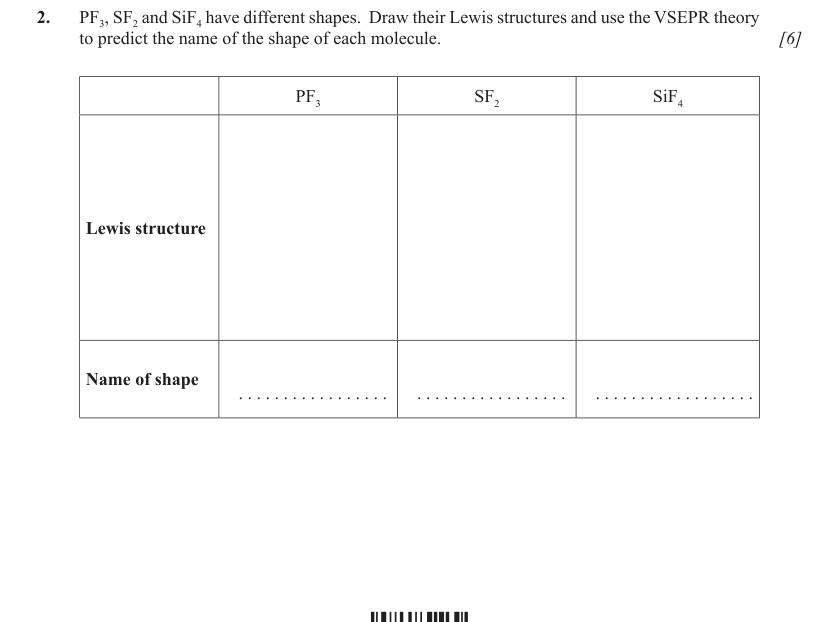 2. PF₃, SF₂ and SiF₄ have different shapes. Draw their Lewis structures and use the VSEPR theory
to predict the name of the shape of each molecule. [6]
PF₃ SF₂ SiF₄
Lewis structure
Name of shape ................. ................. ..................